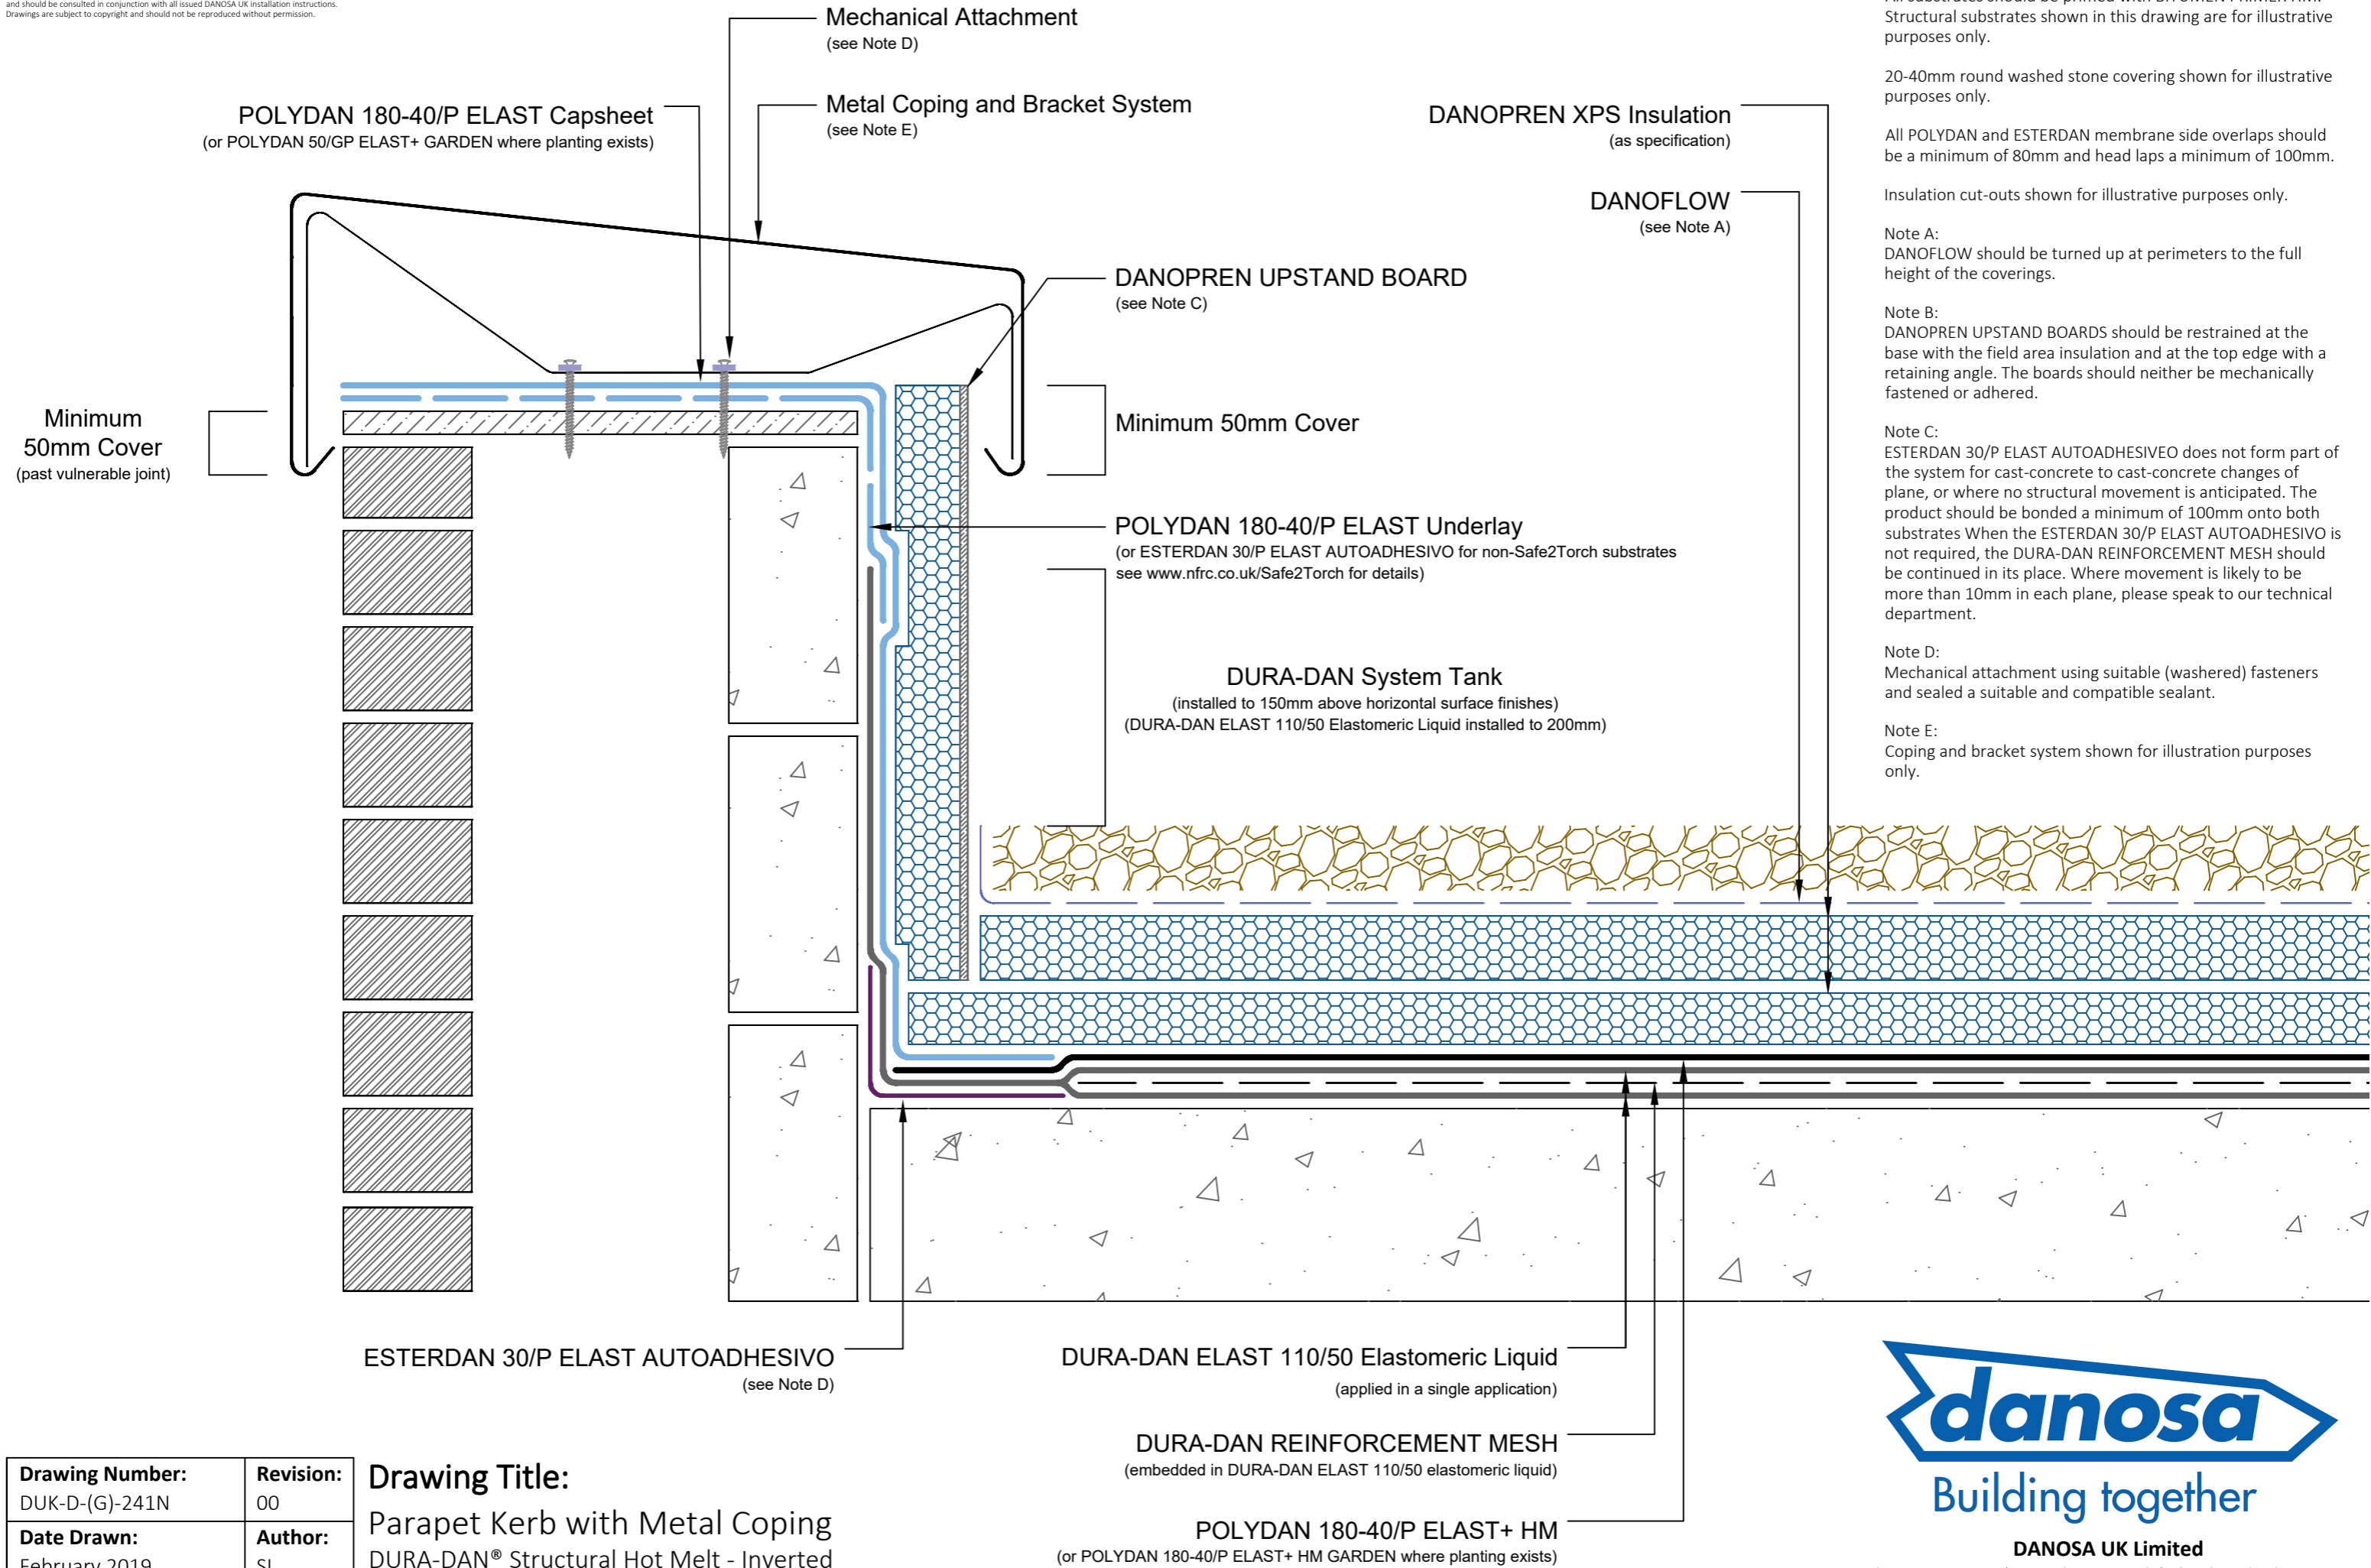 and should be consulted in conjunction with all issued DANOSA UK installation instructions.
Drawings are subject to copyright and should not be reproduced without permission.
Mechanical Attachment
(see Note D)
POLYDAN 180-40/P ELAST Capsheet
(or POLYDAN 50/GP ELAST+ GARDEN where planting exists)
Metal Coping and Bracket System
(see Note E)
DANOPREN XPS Insulation
(as specification)
DANOFLOW
(see Note A)
DANOPREN UPSTAND BOARD
(see Note C)
Minimum
50mm Cover
(past vulnerable joint)
Minimum 50mm Cover
POLYDAN 180-40/P ELAST Underlay
(or ESTERDAN 30/P ELAST AUTOADHESIVO for non-Safe2Torch substrates
see www.nfrc.co.uk/Safe2Torch for details)
DURA-DAN System Tank
(installed to 150mm above horizontal surface finishes)
(DURA-DAN ELAST 110/50 Elastomeric Liquid installed to 200mm)
Structural substrates shown in this drawing are for illustrative
purposes only.
20-40mm round washed stone covering shown for illustrative
purposes only.
All POLYDAN and ESTERDAN membrane side overlaps should
be a minimum of 80mm and head laps a minimum of 100mm.
Insulation cut-outs shown for illustrative purposes only.
Note A:
DANOFLOW should be turned up at perimeters to the full
height of the coverings.
Note B:
DANOPREN UPSTAND BOARDS should be restrained at the
base with the field area insulation and at the top edge with a
retaining angle. The boards should neither be mechanically
fastened or adhered.
Note C:
ESTERDAN 30/P ELAST AUTOADHESIVEO does not form part of
the system for cast-concrete to cast-concrete changes of
plane, or where no structural movement is anticipated. The
product should be bonded a minimum of 100mm onto both
substrates When the ESTERDAN 30/P ELAST AUTOADHESIVO is
not required, the DURA-DAN REINFORCEMENT MESH should
be continued in its place. Where movement is likely to be
more than 10mm in each plane, please speak to our technical
department.
Note D:
Mechanical attachment using suitable (washered) fasteners
and sealed a suitable and compatible sealant.
Note E:
Coping and bracket system shown for illustration purposes
only.
ESTERDAN 30/P ELAST AUTOADHESIVO
(see Note D)
DURA-DAN ELAST 110/50 Elastomeric Liquid
(applied in a single application)
DURA-DAN REINFORCEMENT MESH
(embedded in DURA-DAN ELAST 110/50 elastomeric liquid)
POLYDAN 180-40/P ELAST+ HM
(or POLYDAN 180-40/P ELAST+ HM GARDEN where planting exists)
Drawing Number:
DUK-D-(G)-241N
Revision:
00
Date Drawn:
February 2019
Author:
SL
Drawing Title:
Parapet Kerb with Metal Coping
DURA-DAN® Structural Hot Melt - Inverted
danosa
Building together
DANOSA UK Limited